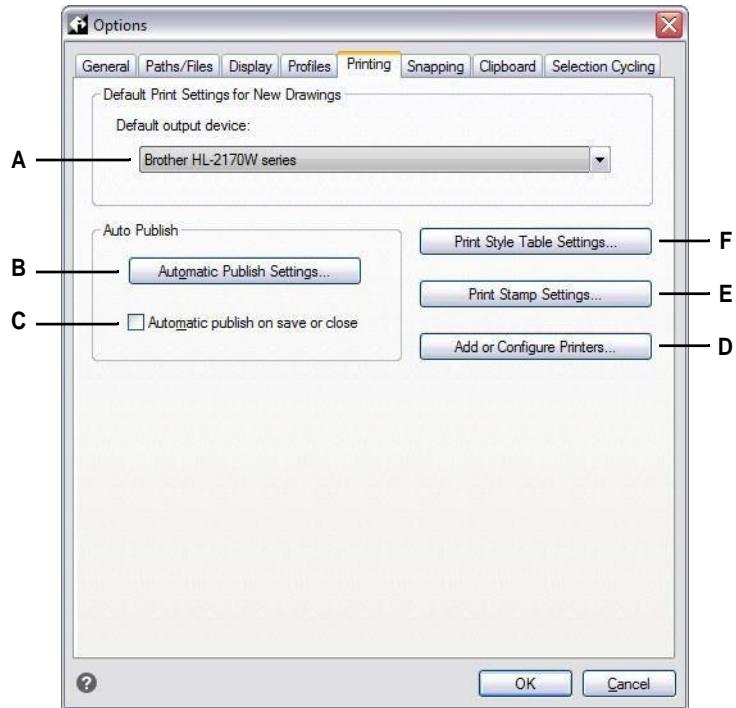 Options
General Paths/Files Display Profiles Printing Snapping Clipboard Selection Cycling
Default Print Settings for New Drawings
Default output device:
A Brother HL-2170W series
Auto Publish
Print Style Table Settings... F
B Automatic Publish Settings...
Print Stamp Settings... E
C Automatic publish on save or close
Add or Configure Printers... D
? OK Cancel